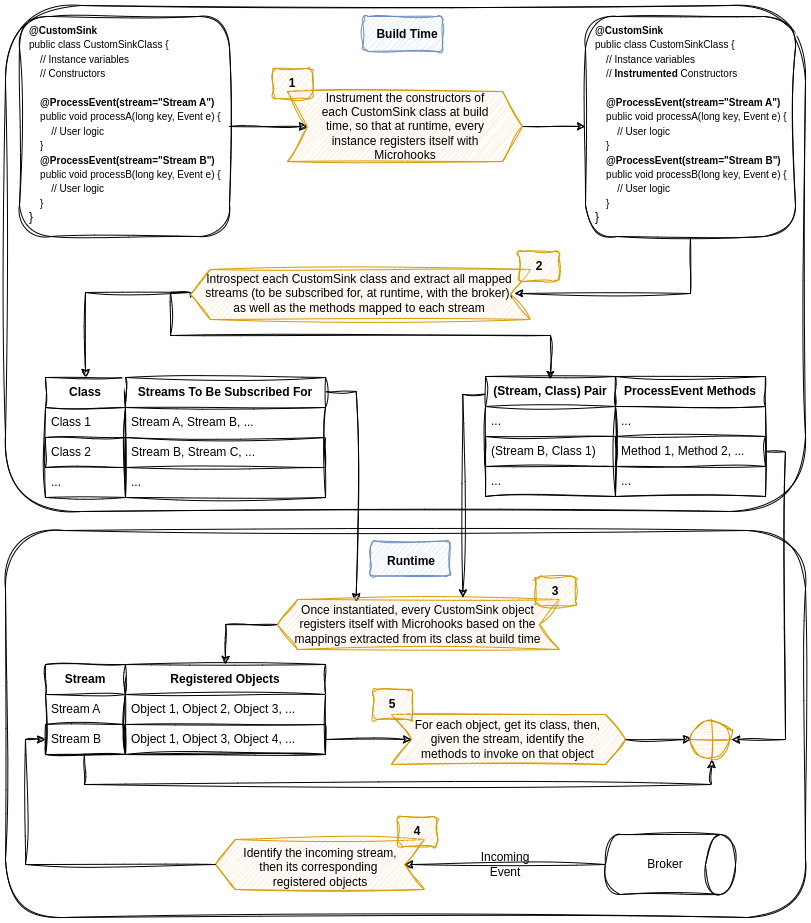 Build Time
@CustomSink
public class CustomSinkClass {
// Instance variables
// Constructors
@ProcessEvent(stream="Stream A")
public void processA(long key, Event e) {
// User logic
}
@ProcessEvent(stream="Stream B")
public void processB(long key, Event e) {
// User logic
}
}
1
Instrument the constructors of
each CustomSink class at build
time, so that at runtime, every
instance registers itself with
Microhooks
@CustomSink
public class CustomSinkClass {
// Instance variables
// Instrumented Constructors
@ProcessEvent(stream="Stream A")
public void processA(long key, Event e) {
// User logic
}
@ProcessEvent(stream="Stream B")
public void processB(long key, Event e) {
// User logic
}
}
2
Introspect each CustomSink class and extract all mapped
streams (to be subscribed for, at runtime, with the broker),
as well as the methods mapped to each stream
Class Streams To Be Subscribed For
Class 1 Stream A, Stream B, ...
Class 2 Stream B, Stream C, ...
... ...
(Stream, Class) Pair ProcessEvent Methods
... ...
(Stream B, Class 1) Method 1, Method 2, ...
... ...
Runtime
3
Once instantiated, every CustomSink object
registers itself with Microhooks based on the
mappings extracted from its class at build time
Stream Registered Objects
Stream A Object 1, Object 2, Object 3, ...
Stream B Object 1, Object 3, Object 4, ...
5
For each object, get its class, then,
given the stream, identify the
methods to invoke on that object
4
Identify the incoming stream,
then its corresponding
registered objects
Incoming
Event
Broker